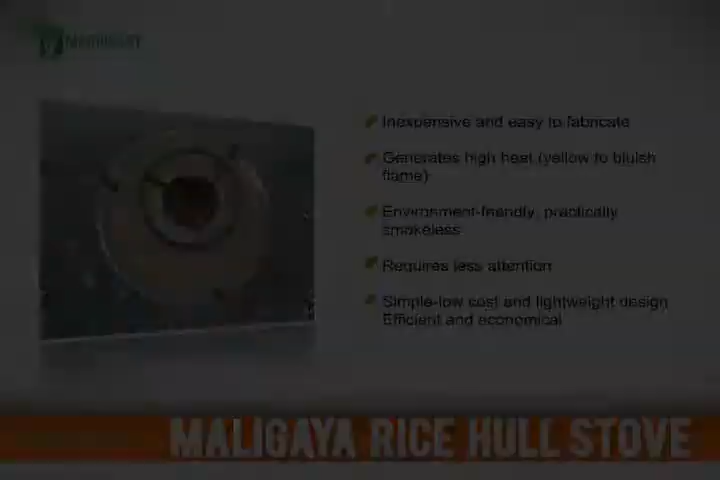 Inexpensive and easy to fabricate
Generates high heat (yellow to bluish
flame)
Environment-friendly, practically
smokeless
Requires less attention
Simple-low cost and lightweight design
Efficient and economical
MALIGAYA RICE HULL STOVE